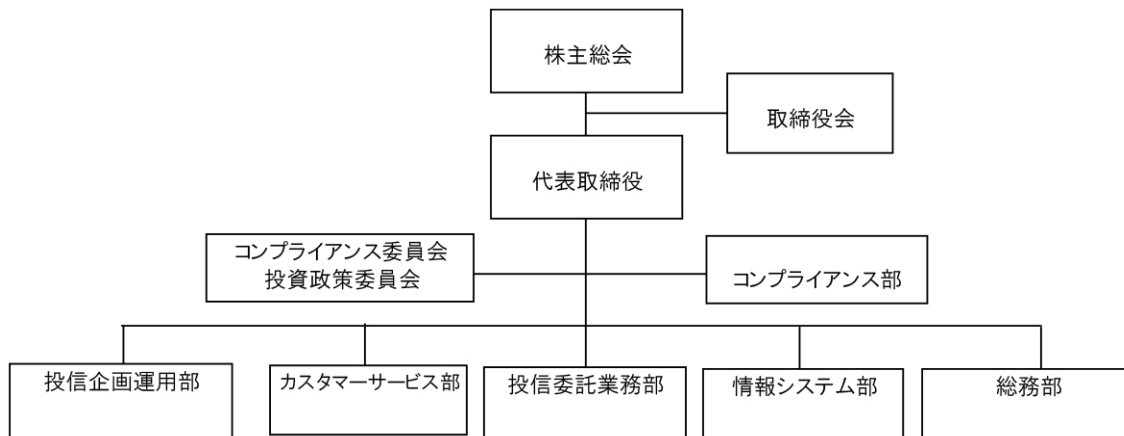 株主総会
取締役会
代表取締役
コンプライアンス委員会
投資政策委員会
コンプライアンス部
投信企画運用部
カスタマーサービス部
投信委託業務部
情報システム部
総務部